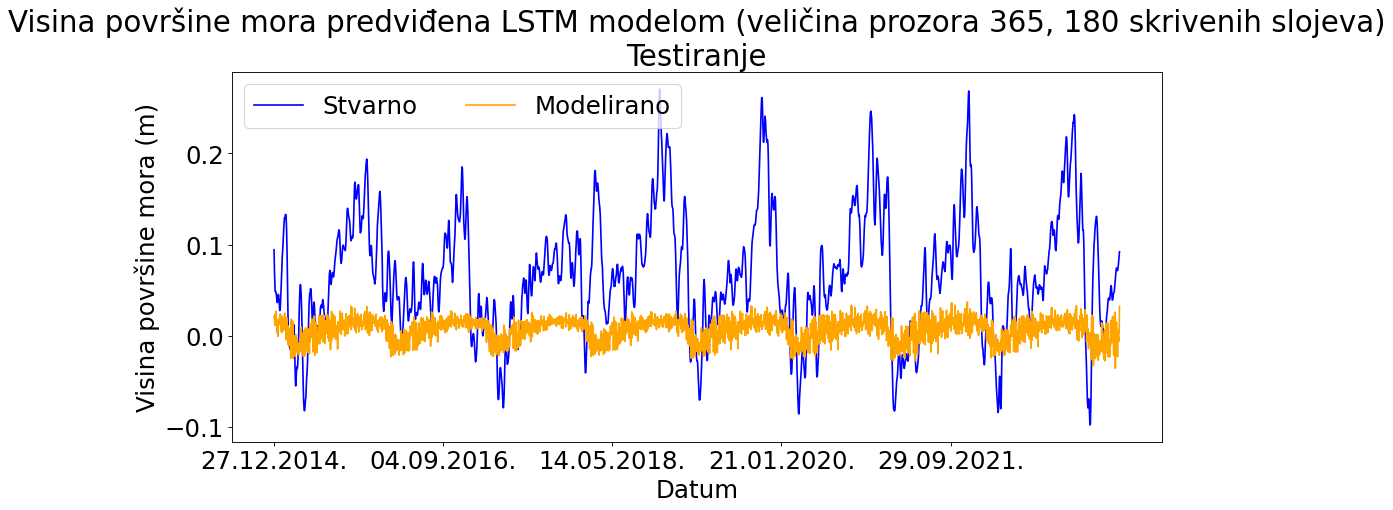 Visina površine mora predviđena LSTM modelom (veličina prozora 365, 180 skrivenih slojeva)
Testiranje
Stvarno Modelirano
Visina površine mora (m)
0.2
0.1
0.0
−0.1
27.12.2014. 04.09.2016. 14.05.2018. 21.01.2020. 29.09.2021.
Datum